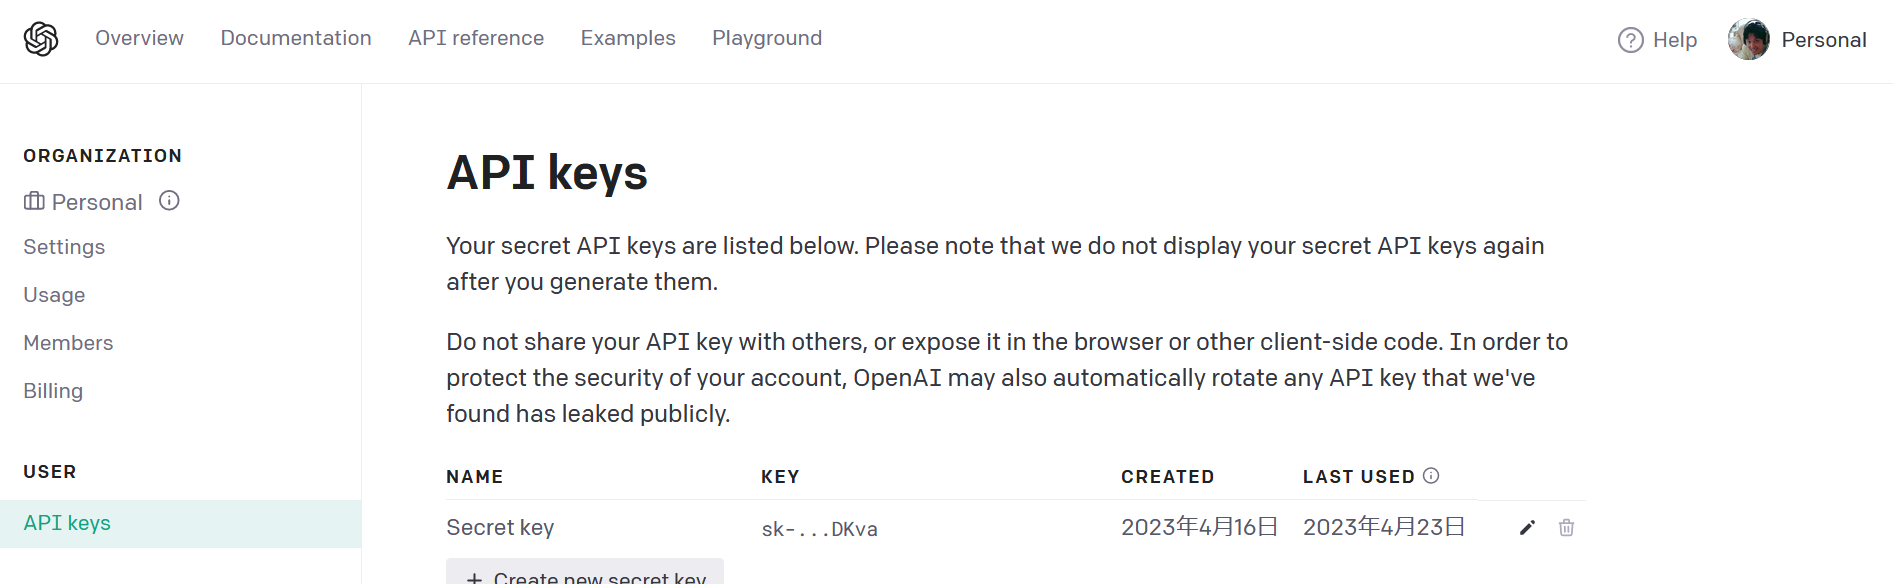 Overview Documentation API reference Examples Playground Help Personal
ORGANIZATION
Personal
Settings
Usage
Members
Billing
USER
API keys
API keys
Your secret API keys are listed below. Please note that we do not display your secret API keys again
after you generate them.
Do not share your API key with others, or expose it in the browser or other client-side code. In order to
protect the security of your account, OpenAI may also automatically rotate any API key that we've
found has leaked publicly.
NAME KEY CREATED LAST USED
Secret key sk-...DKva 2023年4月16日 2023年4月23日
+ Create new secret key